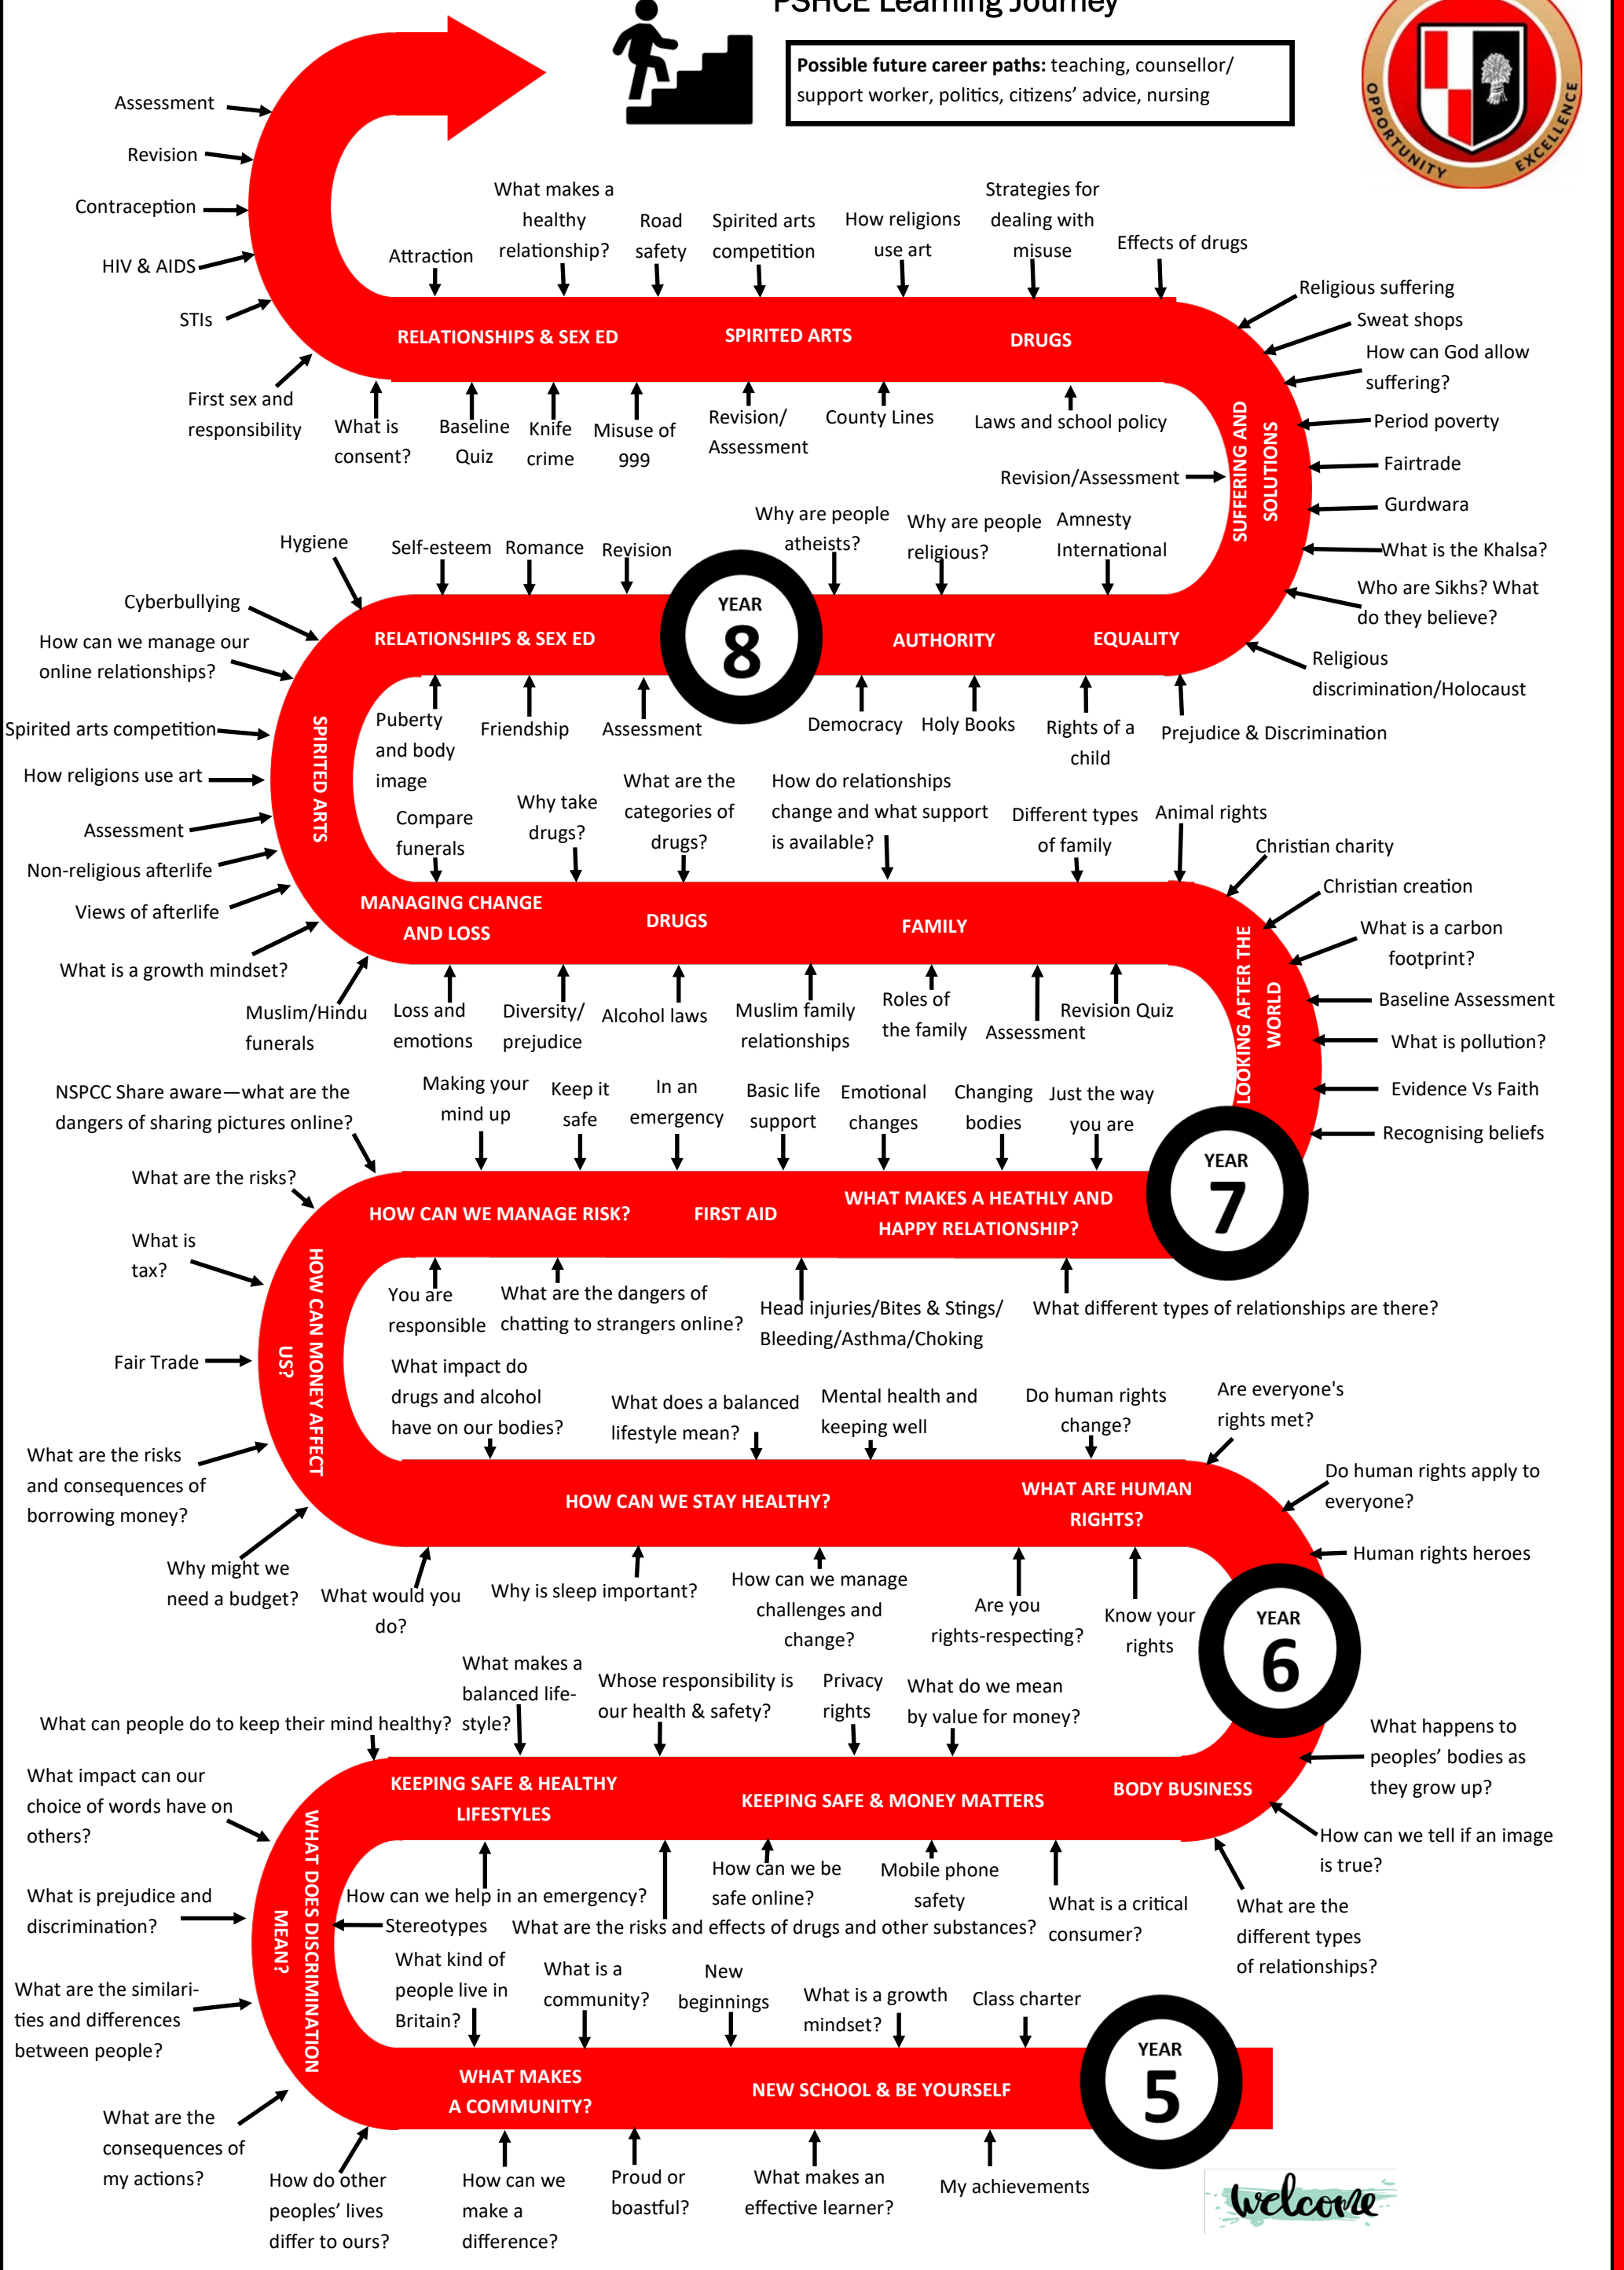 PSHCE Learning Journey
Possible future career paths: teaching, counsellor/
support worker, politics, citizens' advice, nursing
OPPORTUNITY
EXCELLENCE
Assessment
Revision
Contraception
HIV & AIDS
STIs
First sex and
responsibility
Attraction
What makes a
healthy
relationship?
Road
safety
Spirited arts
competition
How religions
use art
Strategies for
dealing with
misuse
Effects of drugs
RELATIONSHIPS & SEX ED
SPIRITED ARTS
DRUGS
What is
consent?
Baseline
Quiz
Knife
crime
Misuse of
999
Revision/
Assessment
County Lines
Laws and school policy
Revision/Assessment
SUFFERING AND
SOLUTIONS
Religious suffering
Sweat shops
How can God allow
suffering?
Period poverty
Fairtrade
Gurdwara
What is the Khalsa?
Who are Sikhs? What
do they believe?
Religious
discrimination/Holocaust
Hygiene
Self-esteem
Romance
Revision
Why are people
atheists?
Why are people
religious?
Amnesty
International
RELATIONSHIPS & SEX ED
YEAR
8
AUTHORITY
EQUALITY
Cyberbullying
How can we manage our
online relationships?
Spirited arts competition
How religions use art
Assessment
Non-religious afterlife
Views of afterlife
What is a growth mindset?
Muslim/Hindu
funerals
SPIRITED ARTS
Puberty
and body
image
Friendship
Assessment
Democracy
Holy Books
Rights of a
child
Prejudice & Discrimination
Compare
funerals
Why take
drugs?
What are the
categories of
drugs?
How do relationships
change and what support
is available?
Different types
of family
Animal rights
Christian charity
Christian creation
What is a carbon
footprint?
Baseline Assessment
What is pollution?
Evidence Vs Faith
Recognising beliefs
MANAGING CHANGE
AND LOSS
DRUGS
FAMILY
LOOKING AFTER THE
WORLD
Loss and
emotions
Diversity/
prejudice
Alcohol laws
Muslim family
relationships
Roles of
the family
Assessment
Revision Quiz
NSPCC Share aware—what are the
dangers of sharing pictures online?
Making your
mind up
Keep it
safe
In an
emergency
Basic life
support
Emotional
changes
Changing
bodies
Just the way
you are
YEAR
7
HOW CAN WE MANAGE RISK?
FIRST AID
WHAT MAKES A HEATHLY AND
HAPPY RELATIONSHIP?
What are the risks?
What is
tax?
Fair Trade
What are the risks
and consequences of
borrowing money?
Why might we
need a budget?
HOW CAN MONEY AFFECT
US?
You are
responsible
What are the dangers of
chatting to strangers online?
Head injuries/Bites & Stings/
Bleeding/Asthma/Choking
What different types of relationships are there?
What impact do
drugs and alcohol
have on our bodies?
What does a balanced
lifestyle mean?
Mental health and
keeping well
Do human rights
change?
Are everyone's
rights met?
Do human rights apply to
everyone?
Human rights heroes
HOW CAN WE STAY HEALTHY?
WHAT ARE HUMAN
RIGHTS?
What would you
do?
Why is sleep important?
How can we manage
challenges and
change?
Are you
rights-respecting?
Know your
rights
YEAR
6
What can people do to keep their mind healthy?
What makes a
balanced life-
style?
Whose responsibility is
our health & safety?
Privacy
rights
What do we mean
by value for money?
What happens to
peoples' bodies as
they grow up?
How can we tell if an image
is true?
What are the
different types
of relationships?
KEEPING SAFE & HEALTHY
LIFESTYLES
KEEPING SAFE & MONEY MATTERS
BODY BUSINESS
What impact can our
choice of words have on
others?
What is prejudice and
discrimination?
What are the similari-
ties and differences
between people?
What are the
consequences of
my actions?
WHAT DOES DISCRIMINATION
MEAN?
How can we help in an emergency?
Stereotypes
What are the risks and effects of drugs and other substances?
How can we be
safe online?
Mobile phone
safety
What is a critical
consumer?
What kind of
people live in
Britain?
What is a
community?
New
beginnings
What is a growth
mindset?
Class charter
WHAT MAKES
A COMMUNITY?
NEW SCHOOL & BE YOURSELF
YEAR
5
How do other
peoples' lives
differ to ours?
How can we
make a
difference?
Proud or
boastful?
What makes an
effective learner?
My achievements
welcome